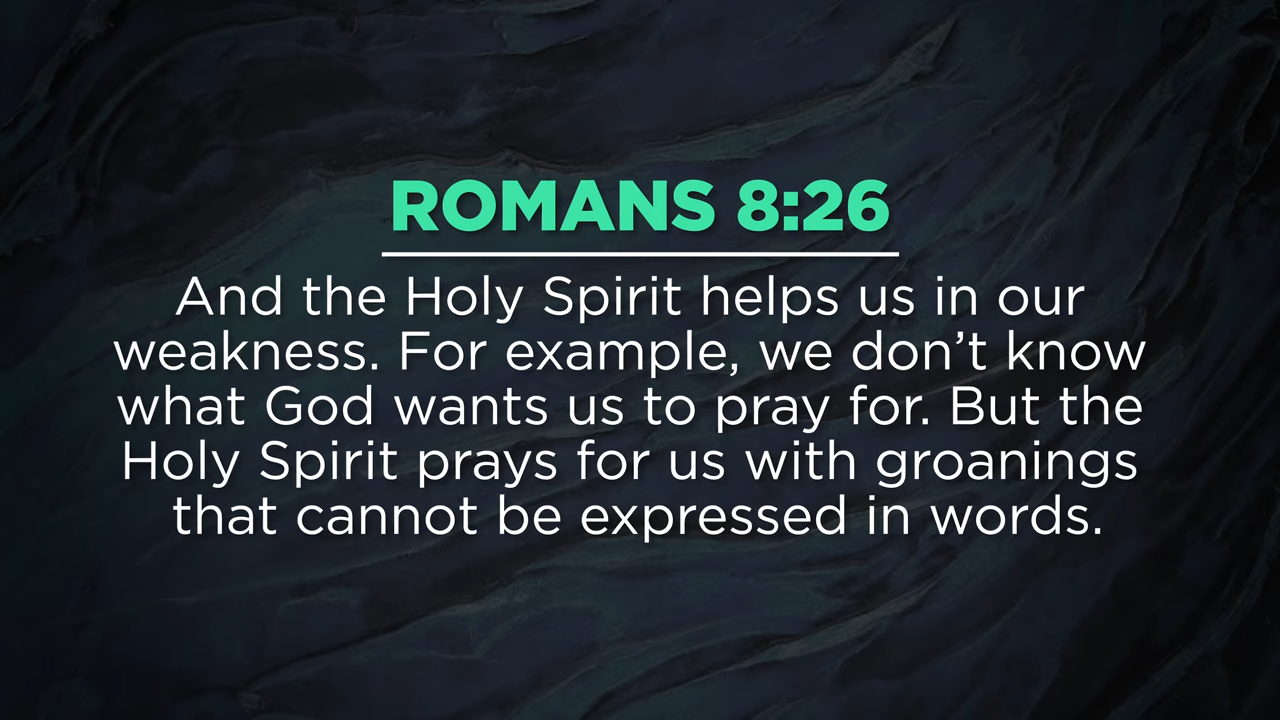 ROMANS 8:26
And the Holy Spirit helps us in our
weakness. For example, we don’t know
what God wants us to pray for. But the
Holy Spirit prays for us with groanings
that cannot be expressed in words.